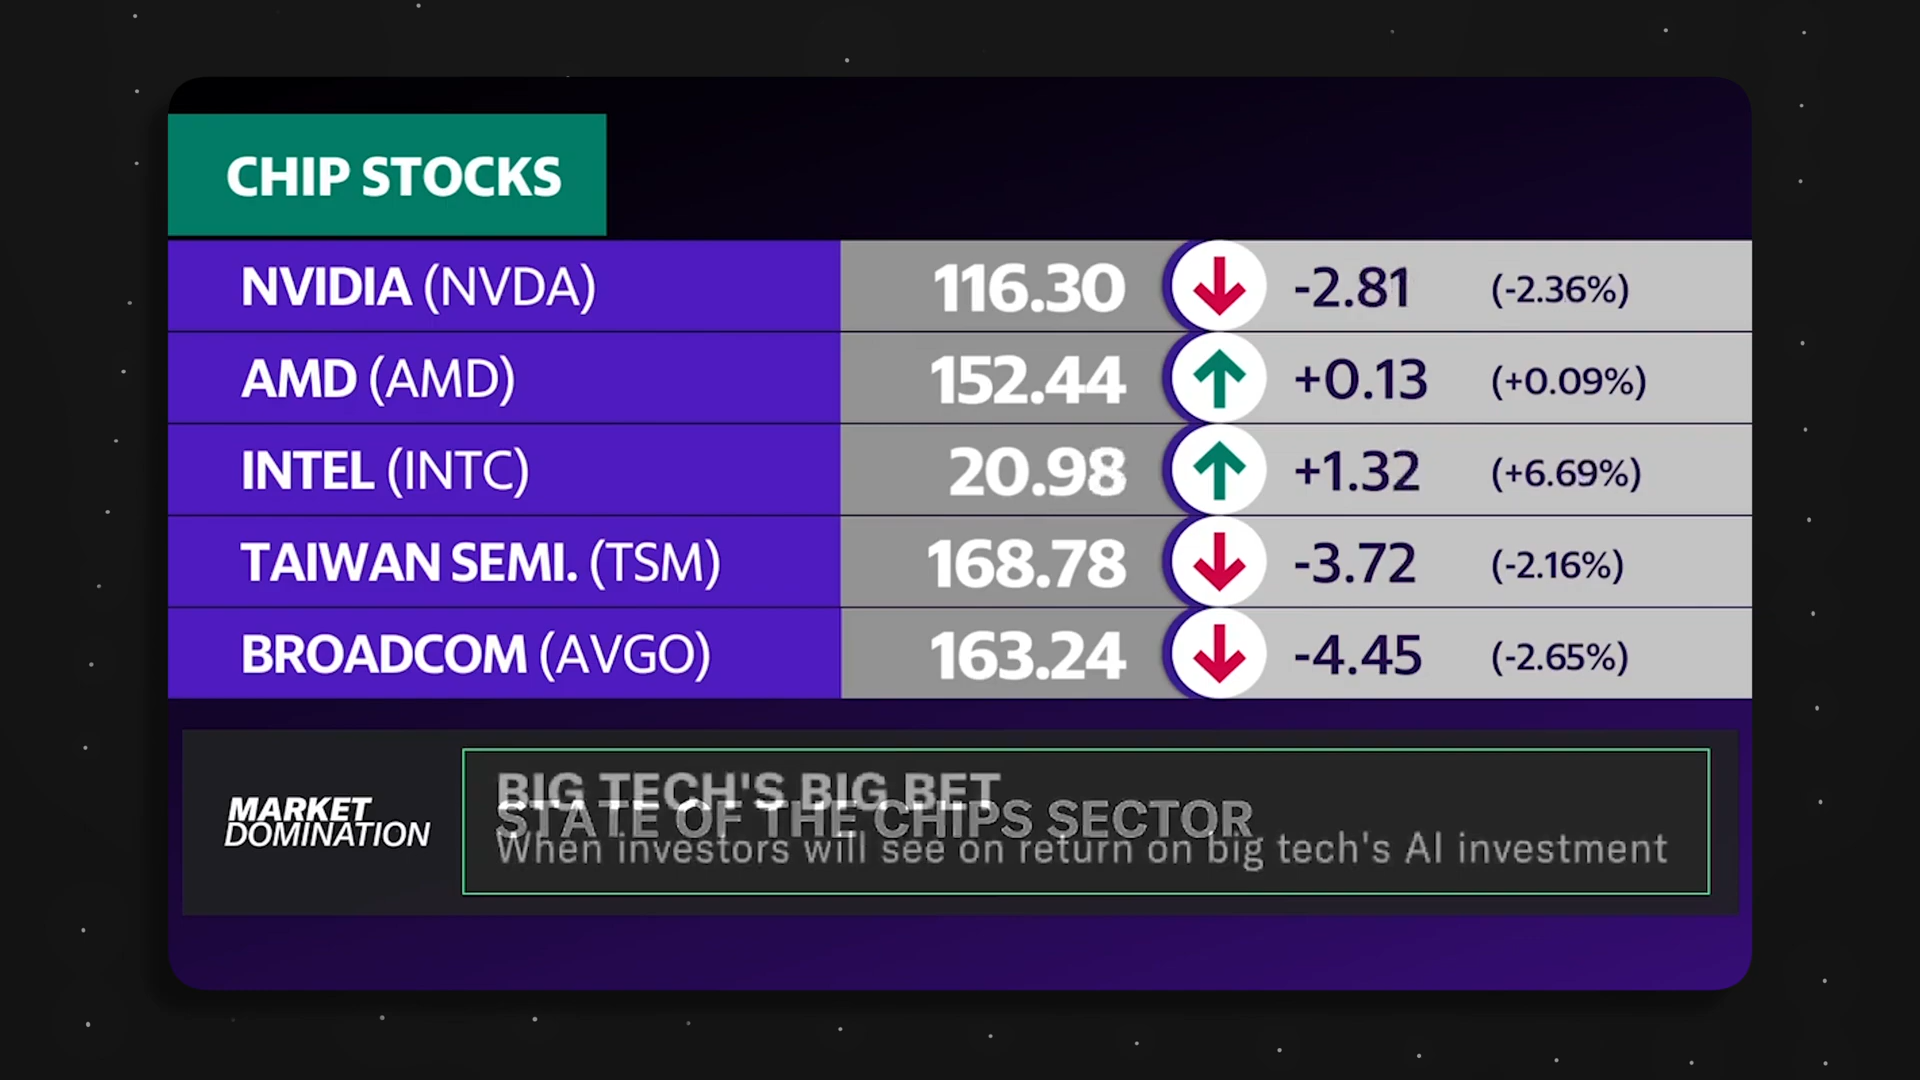 CHIP STOCKS
NVIDIA (NVDA) 116.30 -2.81 (-2.36%)
AMD (AMD) 152.44 +0.13 (+0.09%)
INTEL (INTC) 20.98 +1.32 (+6.69%)
TAIWAN SEMI. (TSM) 168.78 -3.72 (-2.16%)
BROADCOM (AVGO) 163.24 -4.45 (-2.65%)
MARKET
DOMINATION
BIG TECH'S BIG BET
STATE OF THE CHIPS SECTOR
When investors will see on return on big tech's AI investment